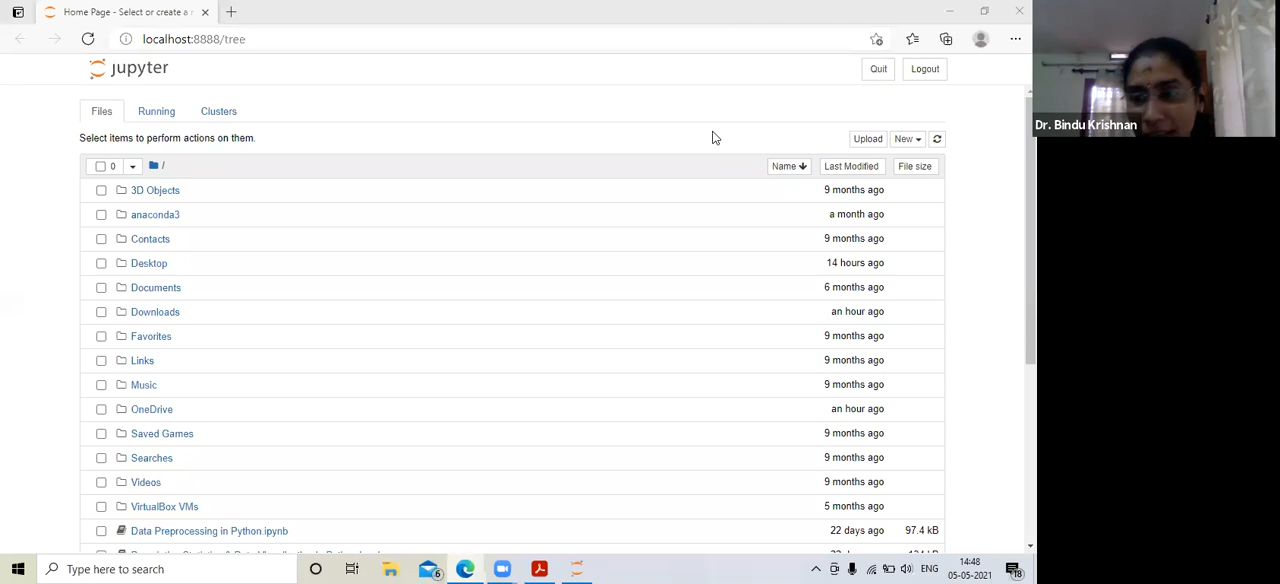 Home Page - Select or create a
localhost:8888/tree
jupyter
Quit
Logout
Dr. Bindu Krishnan
Files
Running
Clusters
Select items to perform actions on them.
Upload
New
0
/
Name
Last Modified
File size
3D Objects
9 months ago
anaconda3
a month ago
Contacts
9 months ago
Desktop
14 hours ago
Documents
6 months ago
Downloads
an hour ago
Favorites
9 months ago
Links
9 months ago
Music
9 months ago
OneDrive
an hour ago
Saved Games
9 months ago
Searches
9 months ago
Videos
9 months ago
VirtualBox VMs
5 months ago
Data Preprocessing in Python.ipynb
22 days ago
97.4 kB
Type here to search
6
ENG
14:48
05-05-2021
18